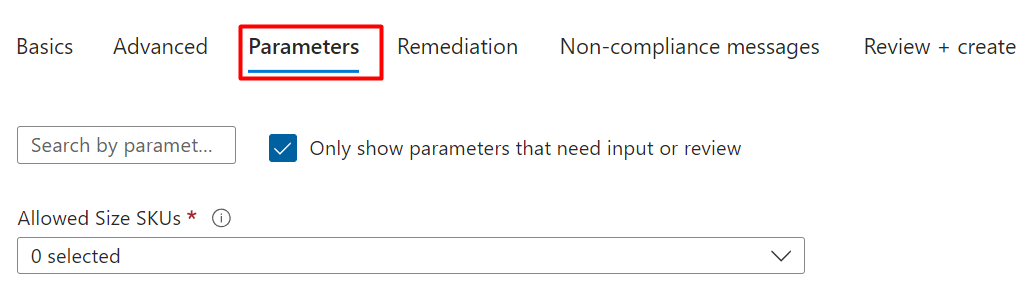 Basics Advanced Parameters Remediation Non-compliance messages Review + create
Search by paramet... Only show parameters that need input or review
Allowed Size SKUs *
0 selected